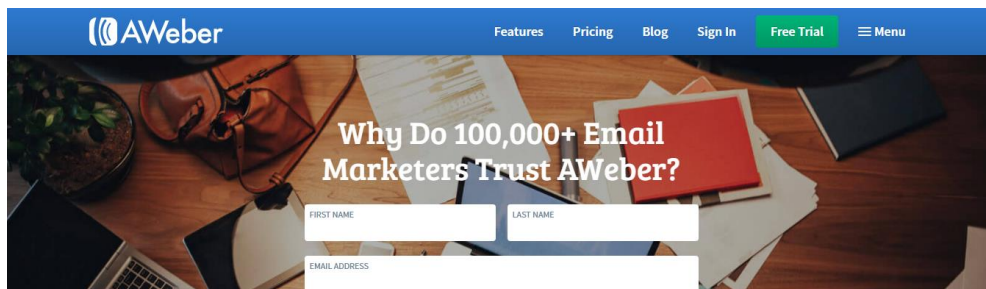 AWeber
Features Pricing Blog Sign In Free Trial Menu
Why Do 100,000+ Email
Marketers Trust AWeber?
FIRST NAME LAST NAME
EMAIL ADDRESS